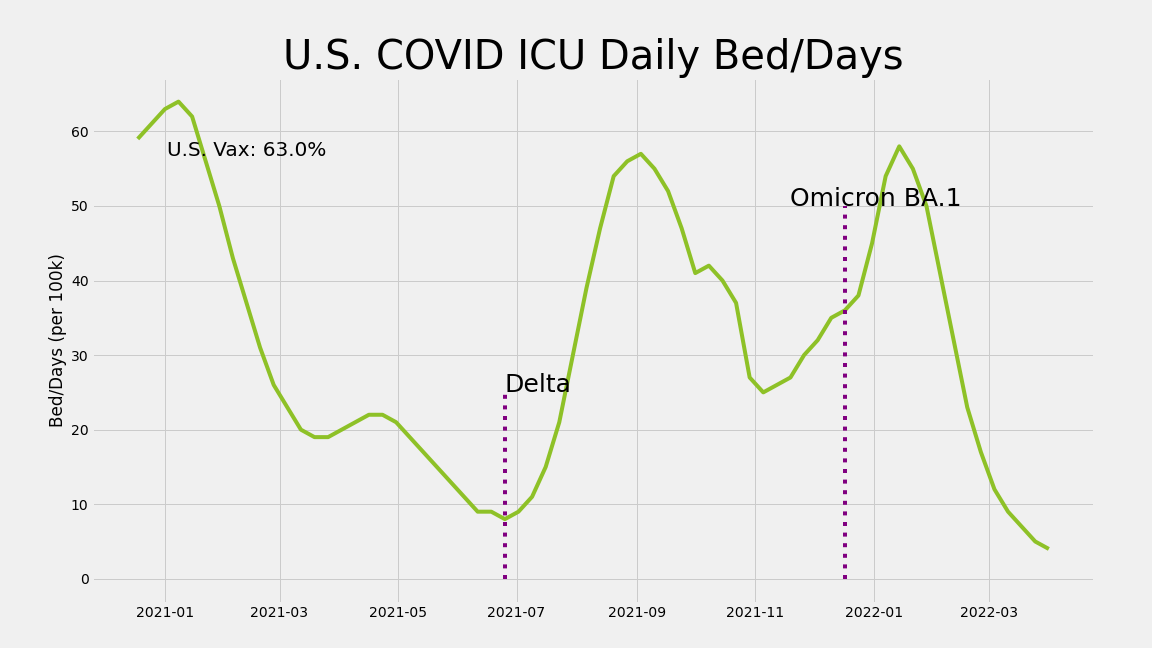 U.S. COVID ICU Daily Bed/Days
Bed/Days (per 100k)
60
50
40
30
20
10
0
U.S. Vax: 63.0%
Omicron BA.1
Delta
2021-01 2021-03 2021-05 2021-07 2021-09 2021-11 2022-01 2022-03